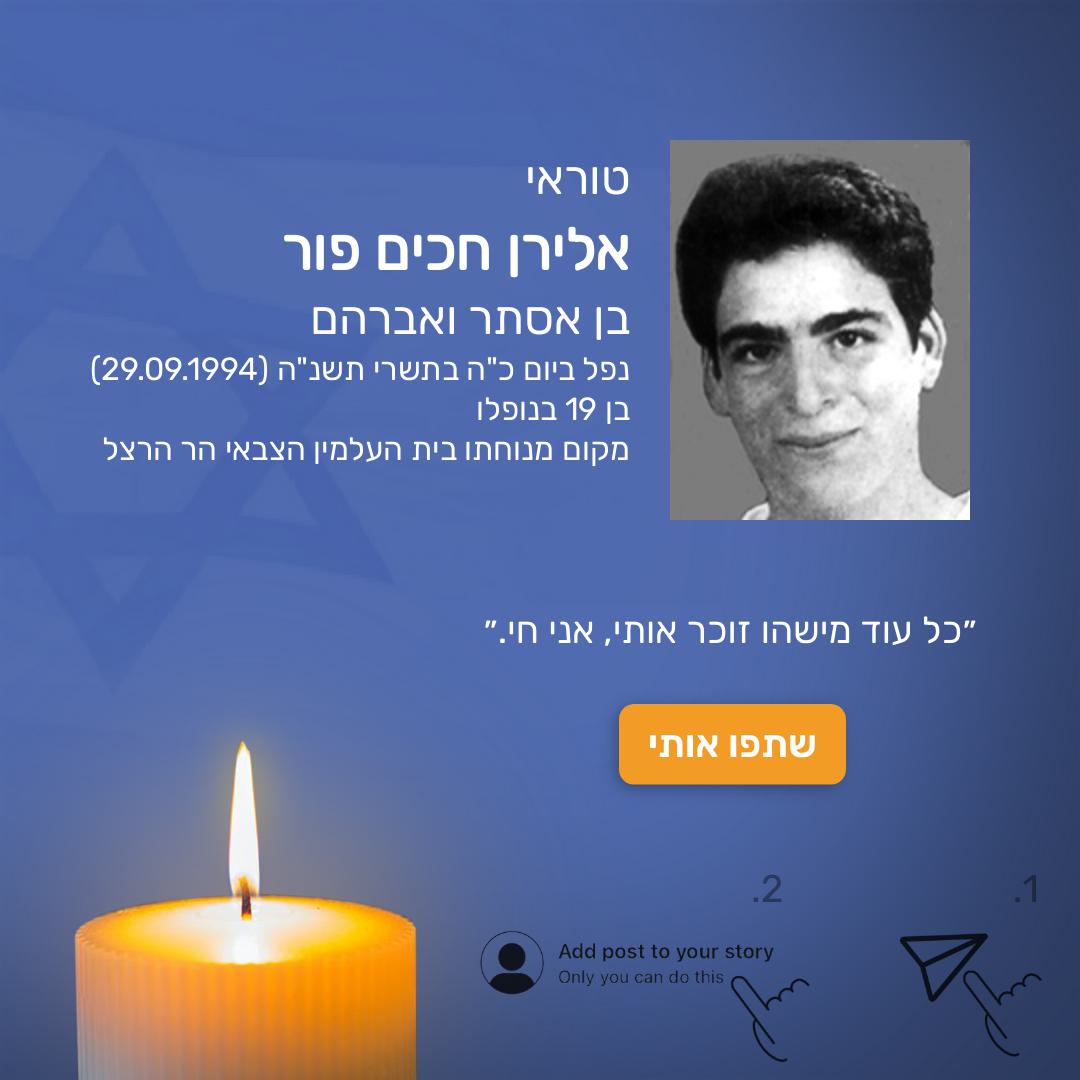 טוראי
אלירן חכים פור
בן אסתר ואברהם
נפל ביום כ"ה בתשרי תשנ"ה (29.09.1994)
בן 19 בנופלו
מקום מנוחתו בית העלמין הצבאי הר הרצל
״כל עוד מישהו זוכר אותי, אני חי.״
שתפו אותי
1.
2.
Add post to your story
Only you can do this